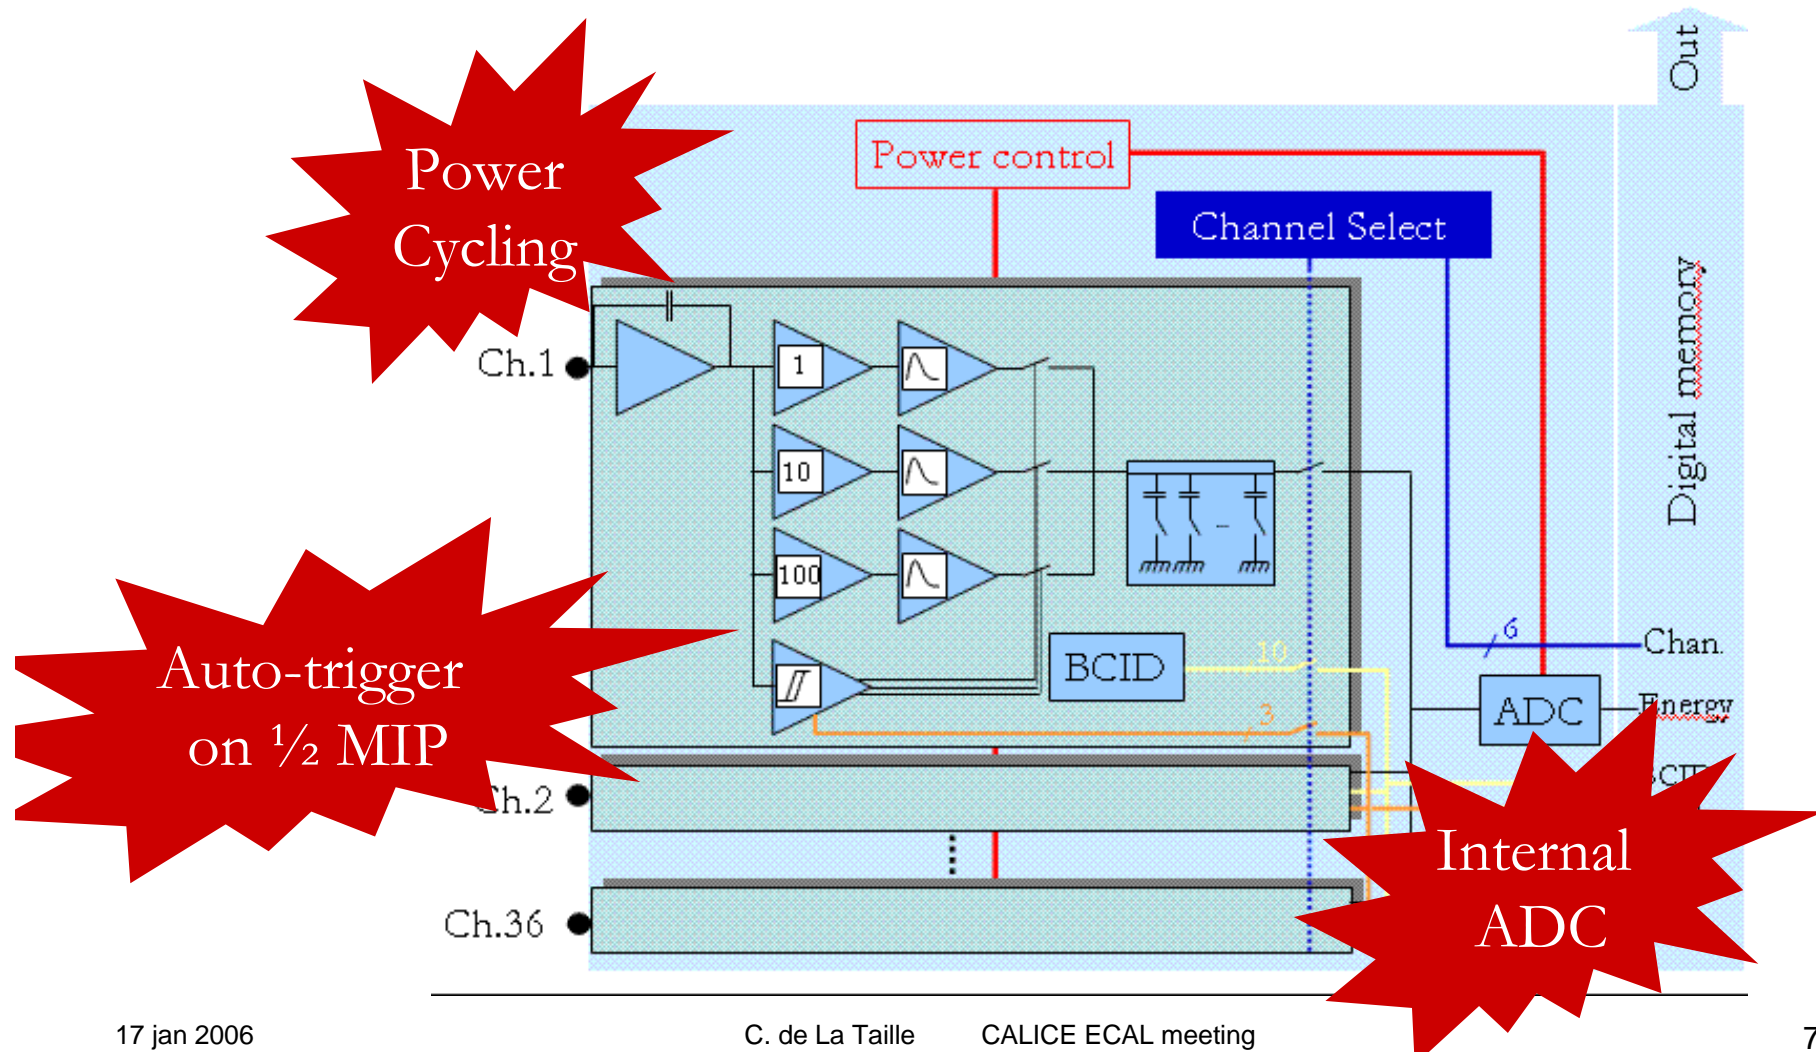 Out
Power
Cycling
Power control
Channel Select
Digital memory
Ch.1
1
10
100
Auto-trigger
on ½ MIP
BCID
10
3
6
Chan.
ADC
Energy
Ch.2
Internal
ADC
Ch.36
17 jan 2006
C. de La Taille
CALICE ECAL meeting
7